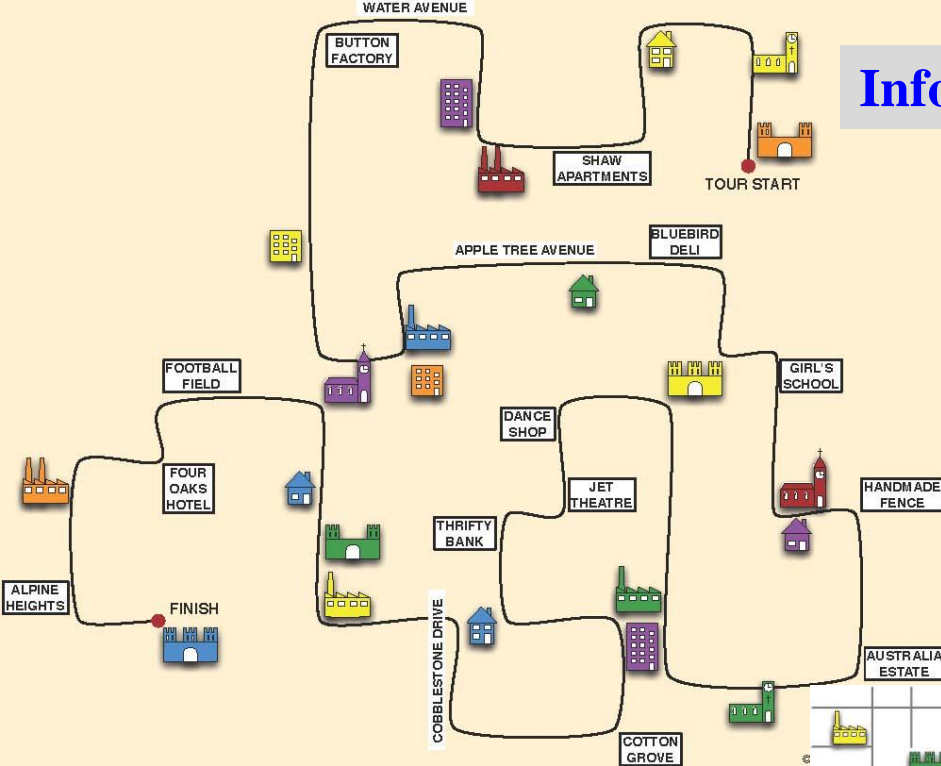 WATER AVENUE
BUTTON
FACTORY
SHAW
APARTMENTS
TOUR START
APPLE TREE AVENUE
BLUEBIRD
DELI
FOOTBALL
FIELD
GIRL'S
SCHOOL
DANCE
SHOP
FOUR
OAKS
HOTEL
JET
THEATRE
HANDMADE
FENCE
THRIFTY
BANK
ALPINE
HEIGHTS
FINISH
COBBLESTONE DRIVE
AUSTRALIA
ESTATE
COTTON
GROVE
©